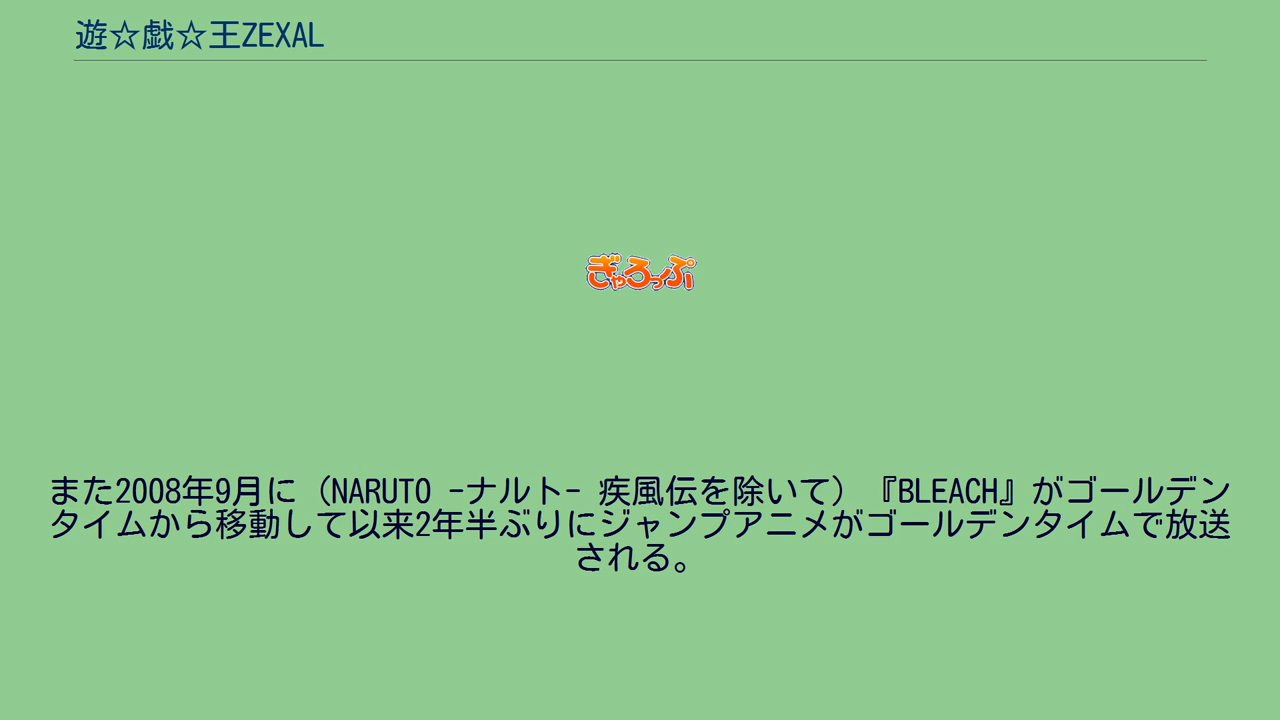 遊☆戯☆王ZEXAL
ぎゃろっぷ
また2008年9月に（NARUTO -ナルト- 疾風伝を除いて）『BLEACH』がゴールデン
タイムから移動して以来2年半ぶりにジャンプアニメがゴールデンタイムで放送
される。